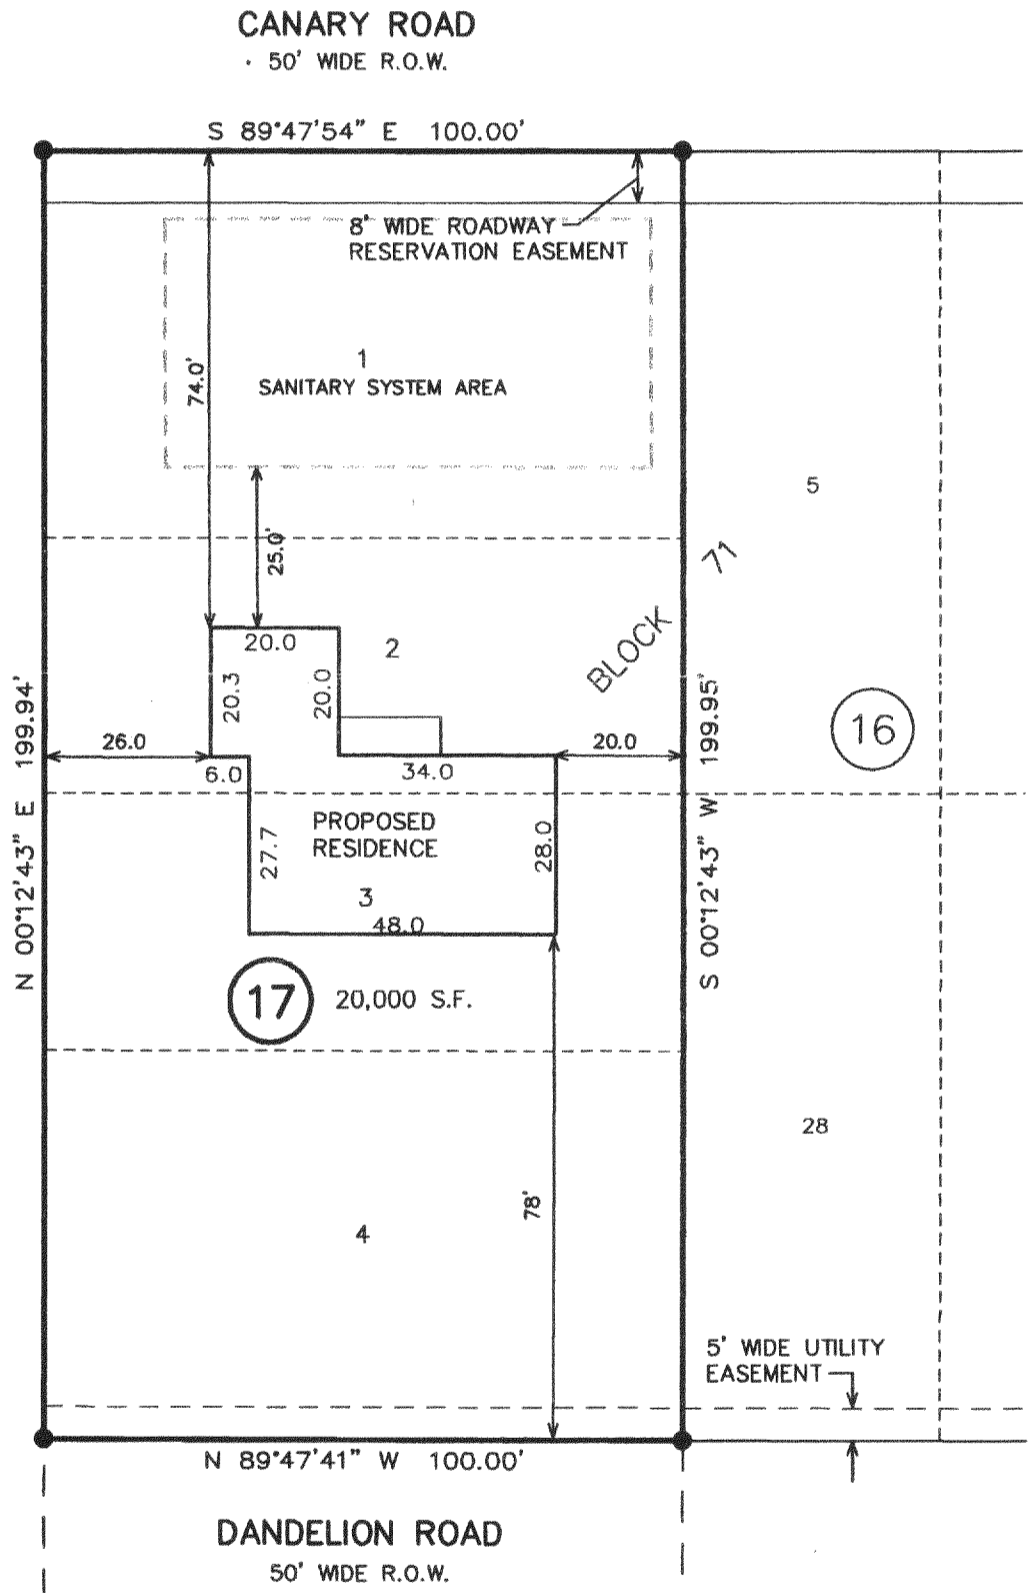 CANARY ROAD
50' WIDE R.O.W.
S 89°47'54" E 100.00'
8' WIDE ROADWAY
RESERVATION EASEMENT
74.0'
1
SANITARY SYSTEM AREA
5
25.0'
71
BLOCK
20.0
2
20.3
20.0
N 00°12'43" E 199.94'
S 00°12'43" W 199.95'
16
26.0
20.0
6.0
34.0
PROPOSED
RESIDENCE
27.7
28.0
3
48.0
17
20,000 S.F.
28
78'
4
5' WIDE UTILITY
EASEMENT
N 89°47'41" W 100.00'
DANDELION ROAD
50' WIDE R.O.W.